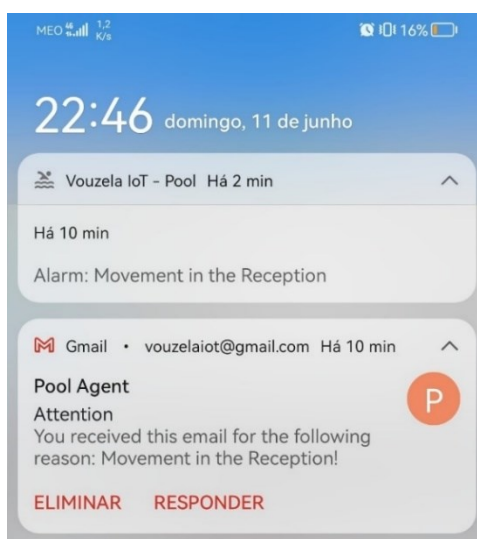 MEO 4G 1,2 K/s 16%
22:46 domingo, 11 de junho
Vouzela IoT - Pool Há 2 min
Há 10 min
Alarm: Movement in the Reception
Gmail • vouzelaiot@gmail.com Há 10 min
Pool Agent
P
Attention
You received this email for the following
reason: Movement in the Reception!
ELIMINAR RESPONDER